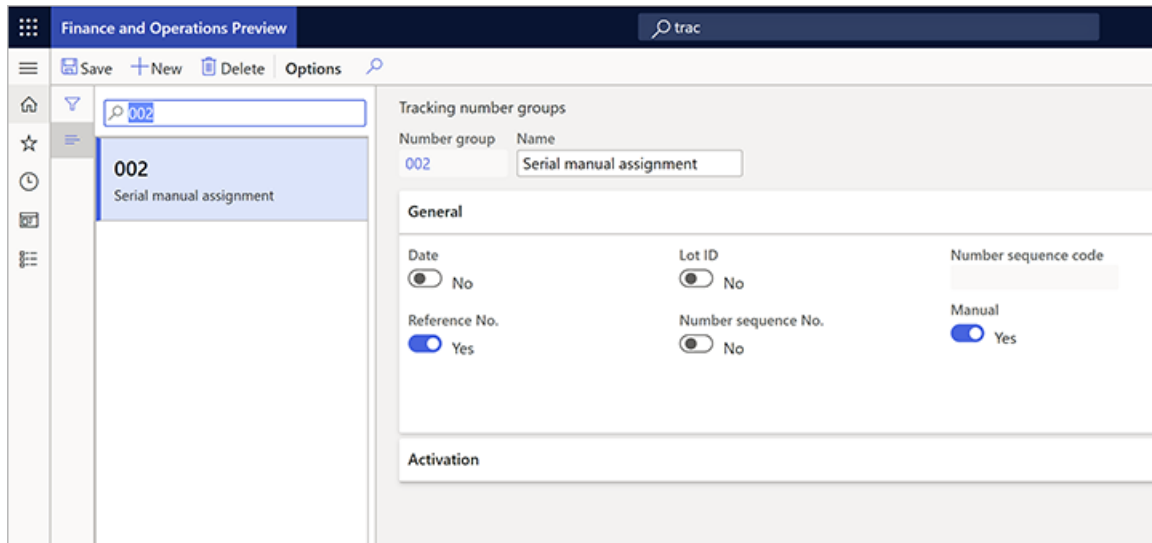 Finance and Operations Preview
trac
Save New Delete Options
002
002
Serial manual assignment
Tracking number groups
Number group Name
002 Serial manual assignment
General
Date Lot ID Number sequence code
No No
Reference No. Number sequence No. Manual
Yes No Yes
Activation